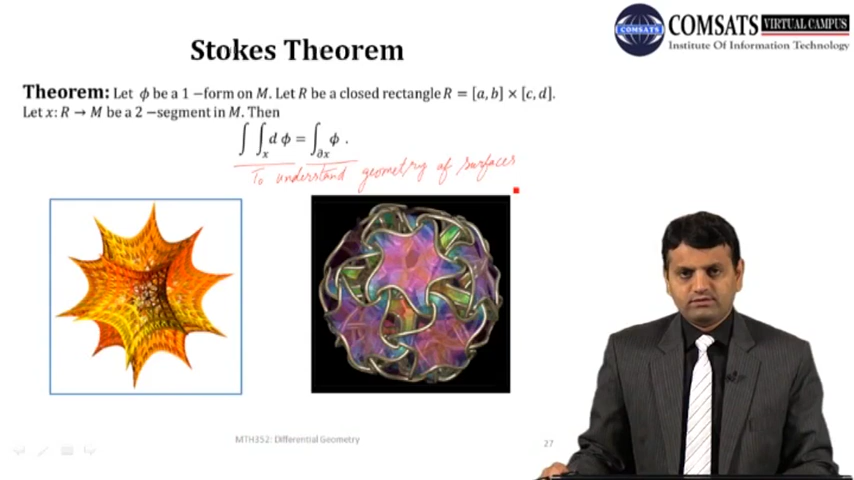 COMSATS VIRTUAL CAMPUS
Institute Of Information Technology
Stokes Theorem
Theorem: Let ϕ be a 1 −form on M. Let R be a closed rectangle R = [a, b] × [c, d].
Let x: R → M be a 2 −segment in M. Then
∫ ∫ₓ d ϕ = ∫∂ₓ ϕ .
To understand geometry of surfaces
MTH352: Differential Geometry
27